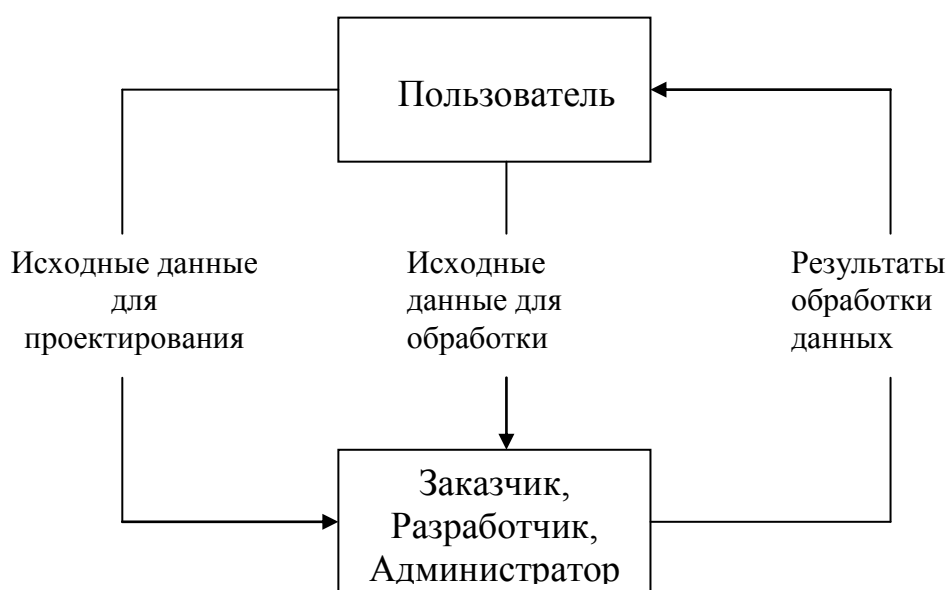 Пользователь
Исходные данные
для
проектирования
Исходные
данные для
обработки
Результаты
обработки
данных
Заказчик,
Разработчик,
Администратор